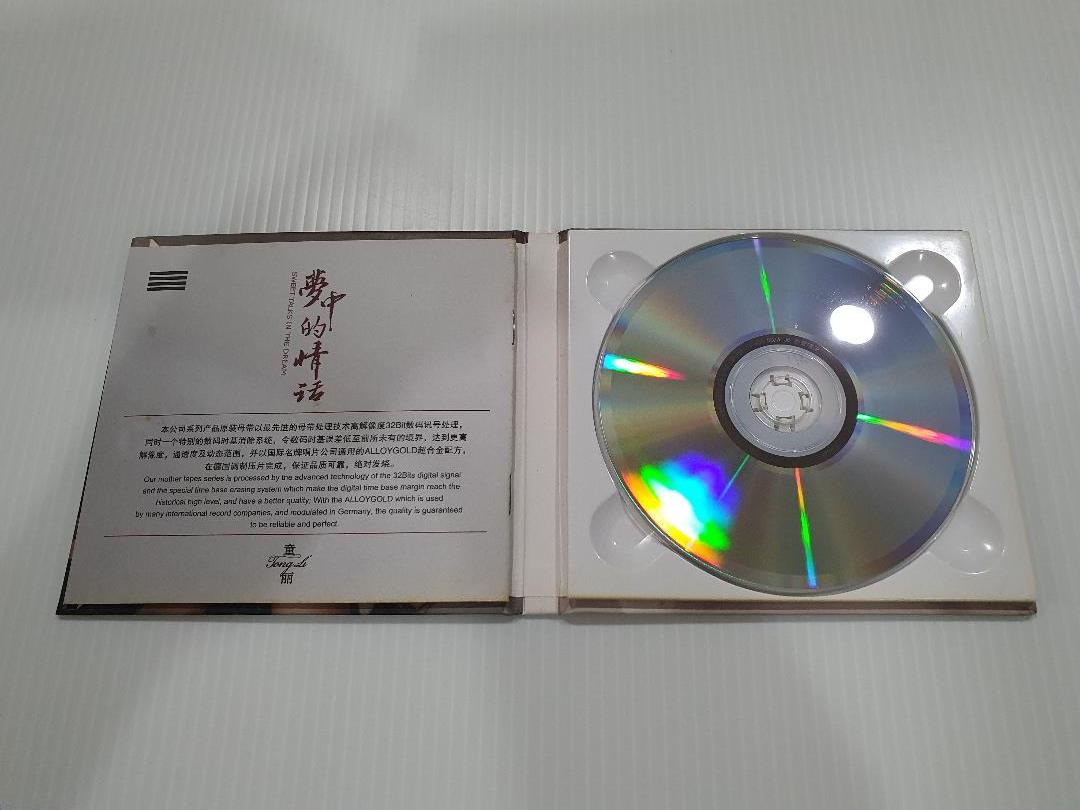 夢中的情话
SWEET TALKS IN THE DREAM
本公司系列产品原装母带以最先进的母带处理技术高解像度32Bit数码讯号处理，
同时一个特别的数码时基消除系统，令数码时基误差低至前所未有的境界，达到更高
解像度，通透度及动态范围，并以国际名牌唱片公司通用的ALLOYGOLD超合金配方，
在德国调制压片完成，保证品质可靠，绝对发烧。
Our mother tapes series is processed by the advanced technology of the 32Bits digital signal
and the special time base erasing system which make the digital time base margin reach the
historical high level, and have a better quality; With the ALLOYGOLD which is used
by many international record companies, and modulated in Germany, the quality is guaranteed
to be reliable and perfect.
童
Tong Li
丽